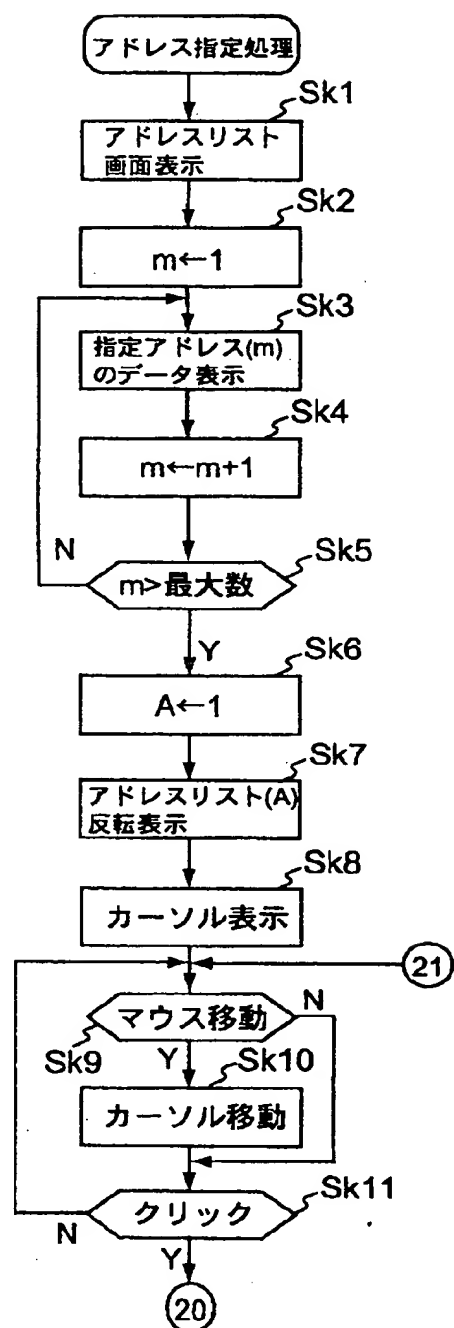 アドレス指定処理
Sk1
アドレスリスト
画面表示
Sk2
m←1
Sk3
指定アドレス(m)
のデータ表示
Sk4
m←m+1
N
Sk5
m>最大数
Y
Sk6
A←1
Sk7
アドレスリスト(A)
反転表示
Sk8
カーソル表示
21
マウス移動
N
Sk9
Y
Sk10
カーソル移動
Sk11
クリック
N
Y
20